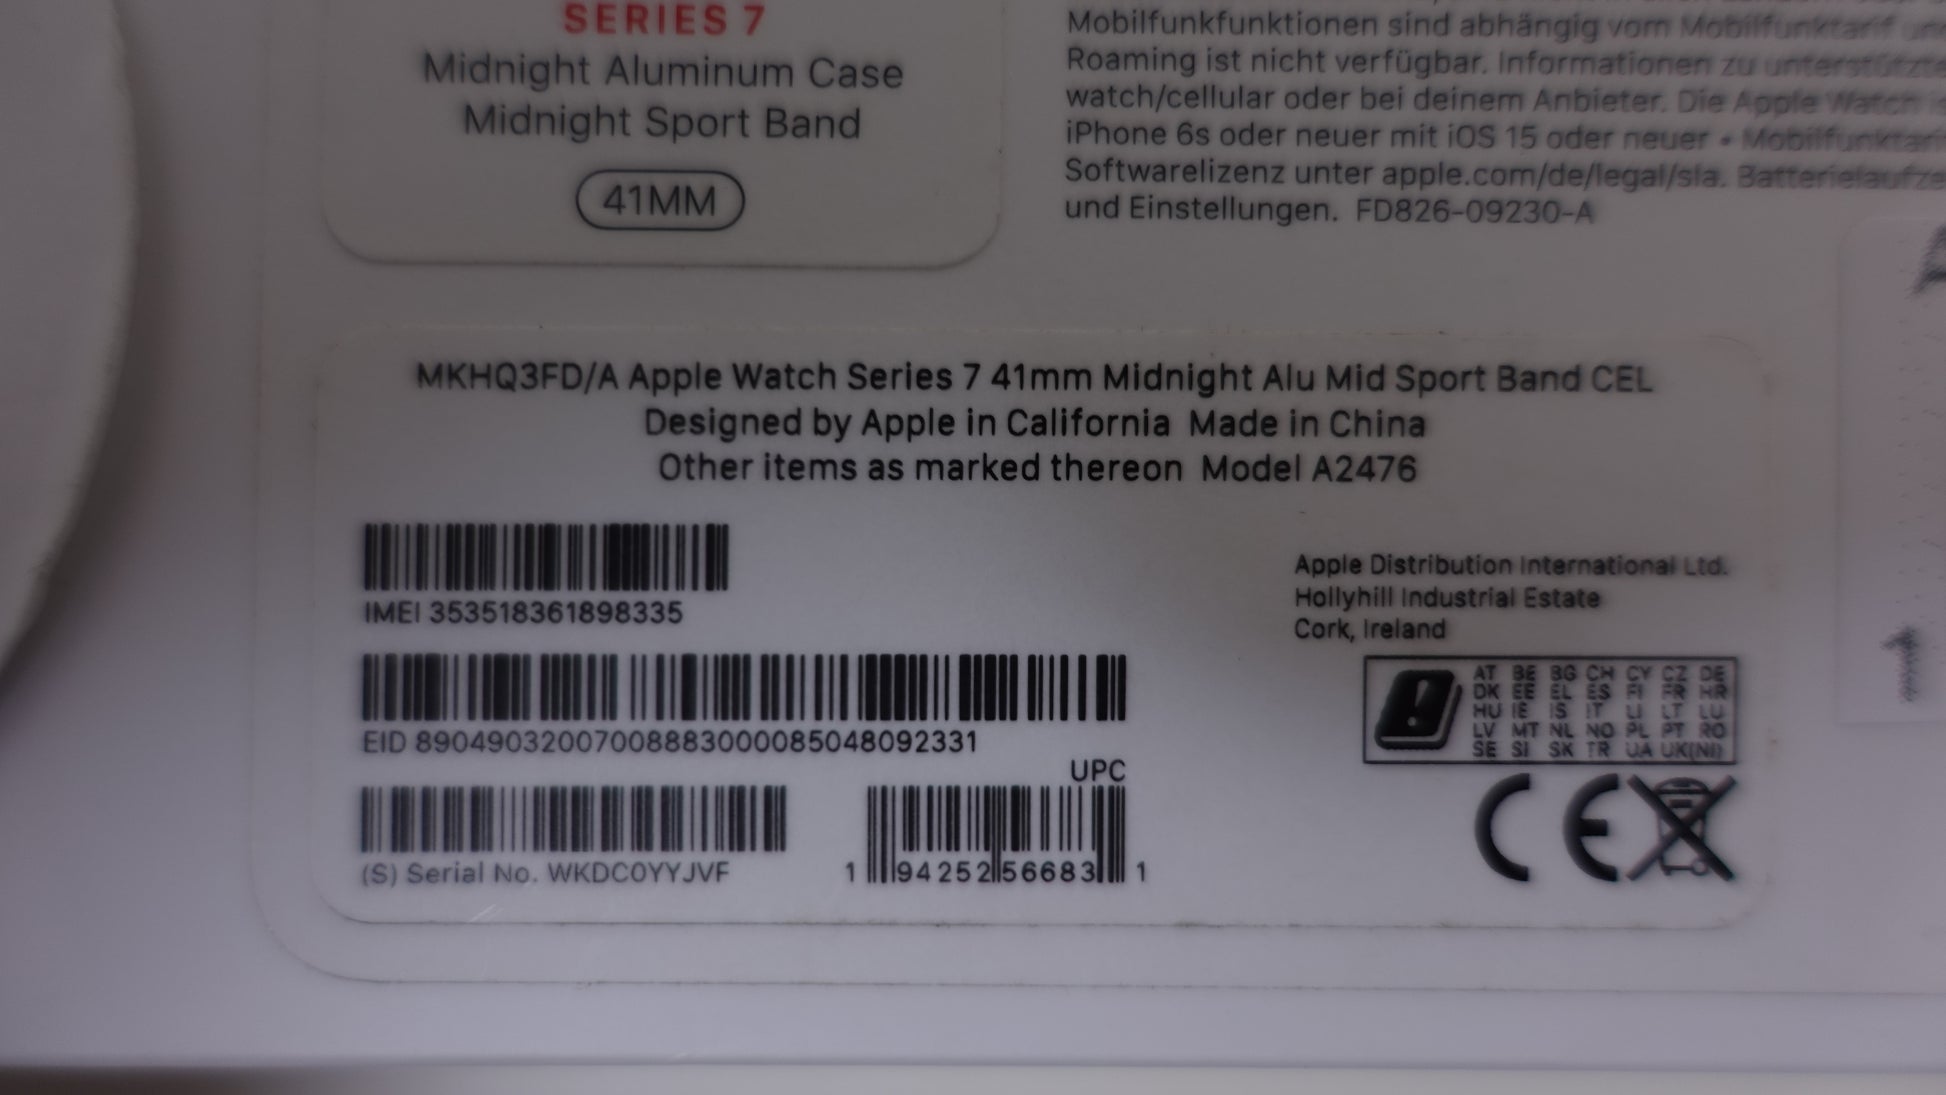 SERIES 7
Midnight Aluminum Case
Midnight Sport Band
41MM
Mobilfunkfunktionen sind abhängig vom Mobilfunktarif und
Roaming ist nicht verfügbar. Informationen zu unterstützte
watch/cellular oder bei deinem Anbieter. Die Apple Watch
iPhone 6s oder neuer mit iOS 15 oder neuer • Mobilfunktari
Softwarelizenz unter apple.com/de/legal/sla. Batterielaufze
und Einstellungen. FD826-09230-A
MKHQ3FD/A Apple Watch Series 7 41mm Midnight Alu Mid Sport Band CEL
Designed by Apple in California Made in China
Other items as marked thereon Model A2476
IMEI 353518361898335
EID 89049032007008883000085048092331
UPC
(S) Serial No. WKDC0YYJVF
1 94252 56683 1
Apple Distribution International Ltd.
Hollyhill Industrial Estate
Cork, Ireland
AT BE BG CH CY CZ DE
DK EE EL ES FI FR HR
HU IE IS IT LI LT LU
LV MT NL NO PL PT RO
SE SI SK TR UA UK(NI)
CE
1